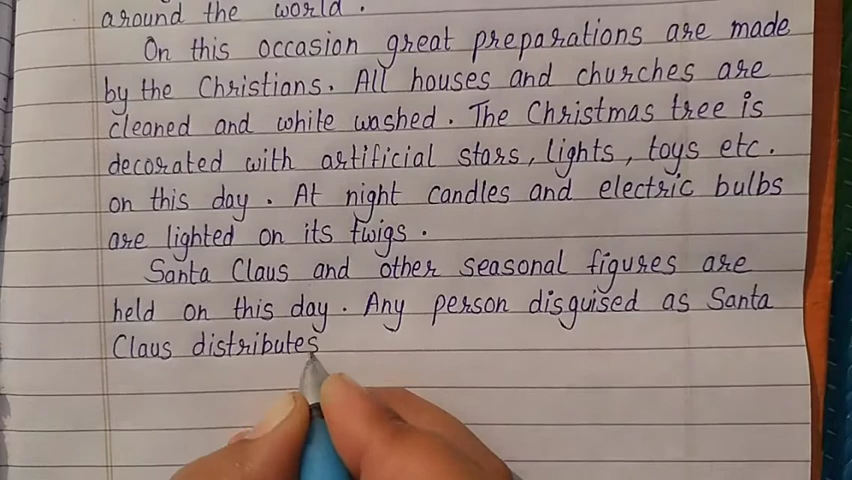 around the world.
On this occasion great preparations are made
by the Christians. All houses and churches are
cleaned and white washed. The Christmas tree is
decorated with artificial stars, lights, toys etc.
on this day. At night candles and electric bulbs
are lighted on its twigs.
Santa Claus and other seasonal figures are
held on this day. Any person disguised as Santa
Claus distributes